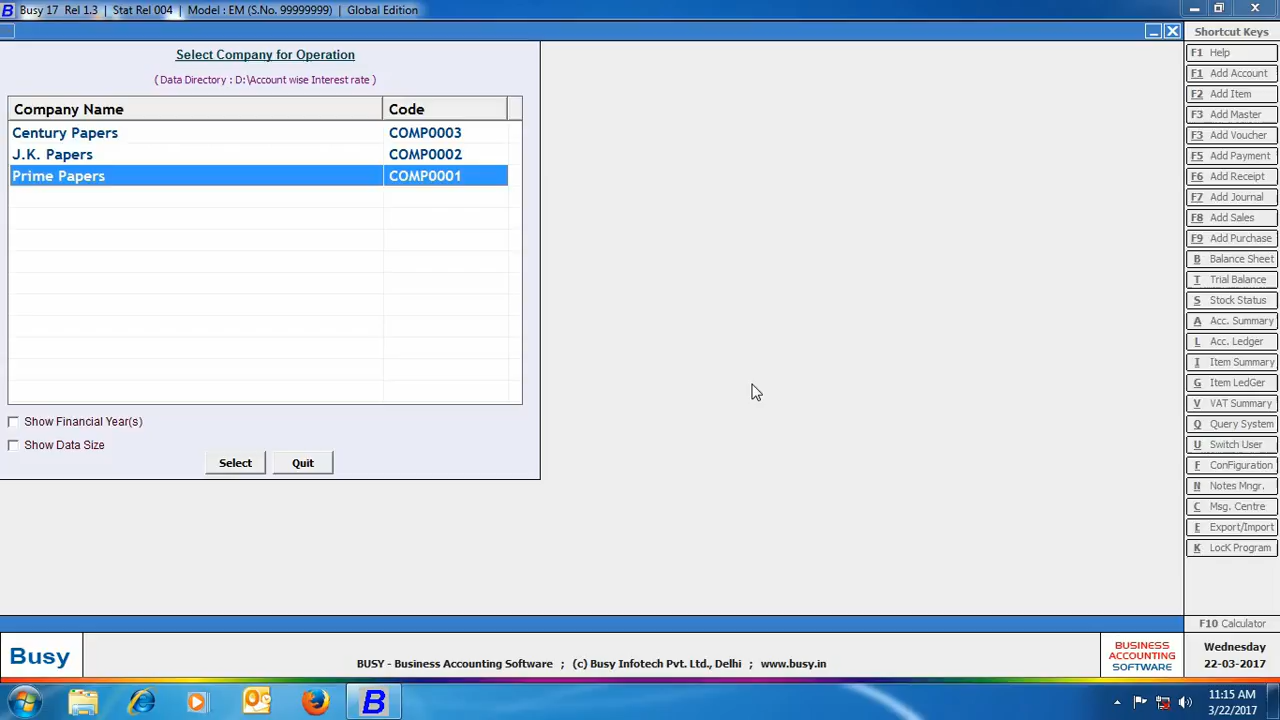 B Busy 17 Rel 1.3 | Stat Rel 004 | Model : EM (S.No. 99999999) | Global Edition
Select Company for Operation
( Data Directory : D:\Account wise Interest rate )
Company Name Code
Century Papers COMP0003
J.K. Papers COMP0002
Prime Papers COMP0001
Show Financial Year(s)
Show Data Size
Select Quit
Shortcut Keys
F1 Help
F1 Add Account
F2 Add Item
F3 Add Master
F3 Add Voucher
F5 Add Payment
F6 Add Receipt
F7 Add Journal
F8 Add Sales
F9 Add Purchase
B Balance Sheet
T Trial Balance
S Stock Status
A Acc. Summary
L Acc. Ledger
I Item Summary
G Item LedGer
V VAT Summary
Q Query System
U Switch User
F ConFiguration
N Notes Mngr.
C Msg. Centre
E Export/Import
K LocK Program
F10 Calculator
Busy
BUSY - Business Accounting Software ; (c) Busy Infotech Pvt. Ltd., Delhi ; www.busy.in
BUSINESS
ACCOUNTING
SOFTWARE
Wednesday
22-03-2017
B
11:15 AM
3/22/2017